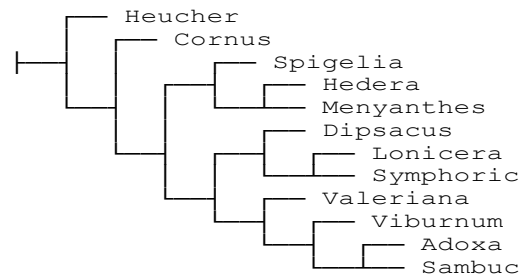 Heucher
Cornus
Spigelia
Hedera
Menyanthes
Dipsacus
Lonicera
Symphoric
Valeriana
Viburnum
Adoxa
Sambuc